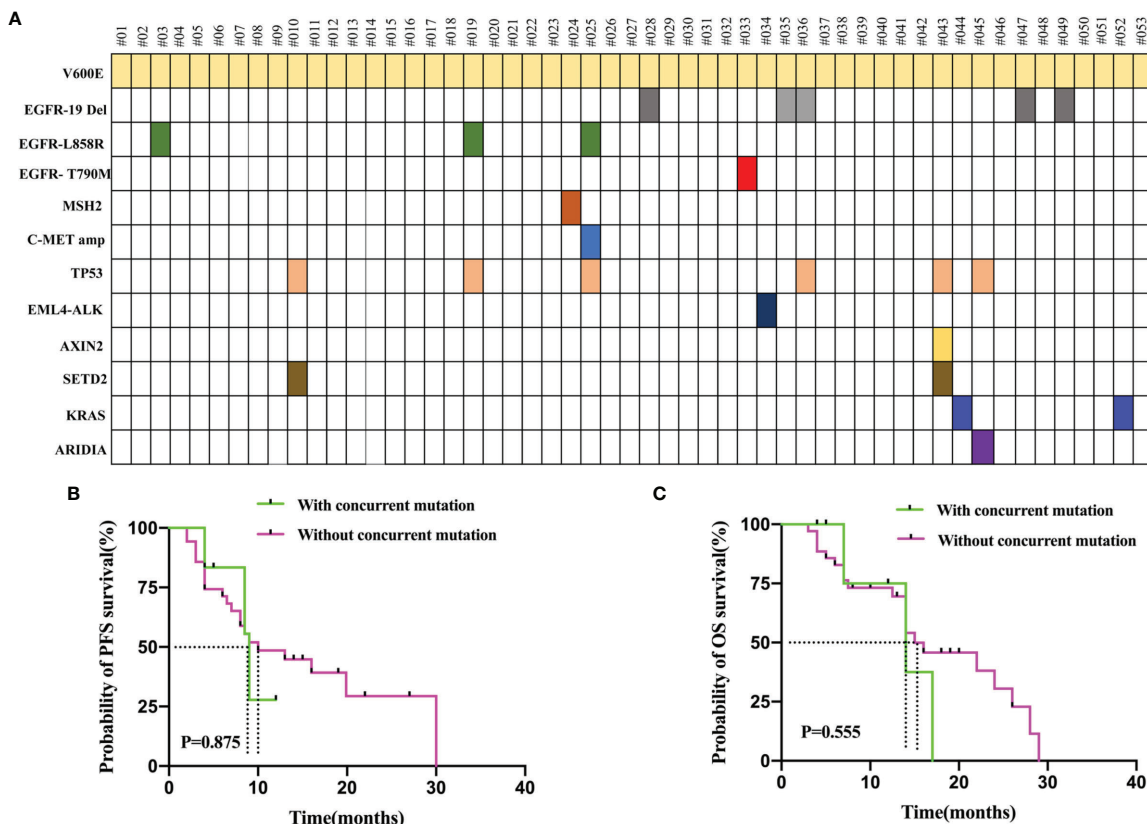 A
#01 #02 #03 #04 #05 #06 #07 #08 #09 #010 #011 #012 #013 #014 #015 #016 #017 #018 #019 #020 #021 #022 #023 #024 #025 #026 #027 #028 #029 #030 #031 #032 #033 #034 #035 #036 #037 #038 #039 #040 #041 #042 #043 #044 #045 #046 #047 #048 #049 #050 #051 #052 #053
V600E
EGFR-19 Del
EGFR-L858R
EGFR- T790M
MSH2
C-MET amp
TP53
EML4-ALK
AXIN2
SETD2
KRAS
ARIDIA
B
With concurrent mutation
Without concurrent mutation
Probability of PFS survival(%)
100
75
50
25
0
P=0.875
0 10 20 30 40
Time(months)
C
With concurrent mutation
Without concurrent mutation
Probability of OS survival(%)
100
75
50
25
0
P=0.555
0 10 20 30 40
Time(months)